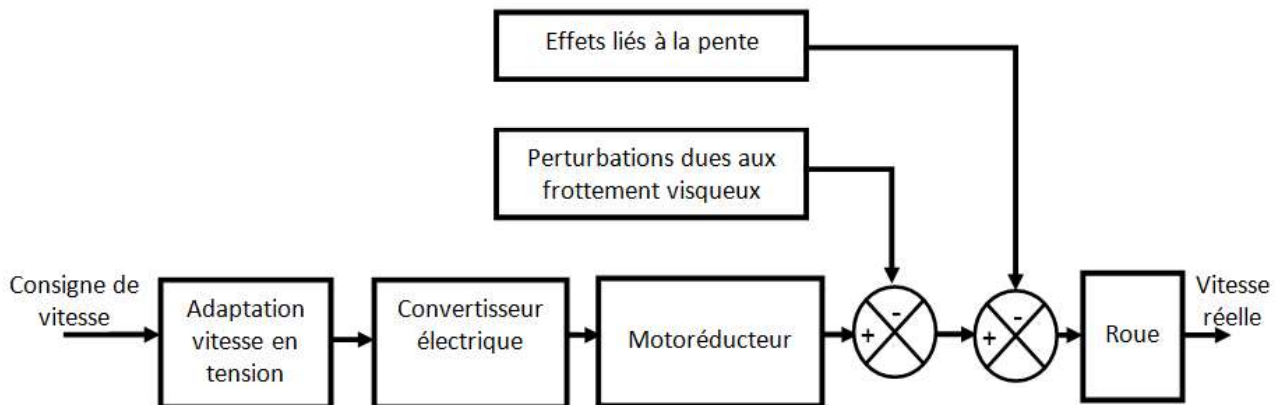 Effets liés à la pente
Perturbations dues aux
frottement visqueux
Consigne de
vitesse
Adaptation
vitesse en
tension
Convertisseur
électrique
Motoréducteur
+
-
+
-
Roue
Vitesse
réelle